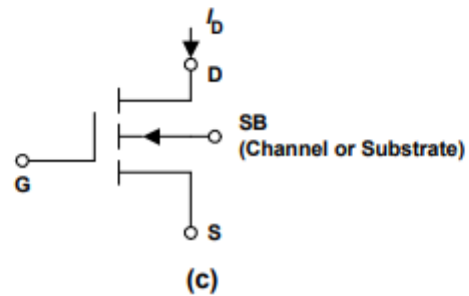 I_D
D
SB
(Channel or Substrate)
G
S
(c)